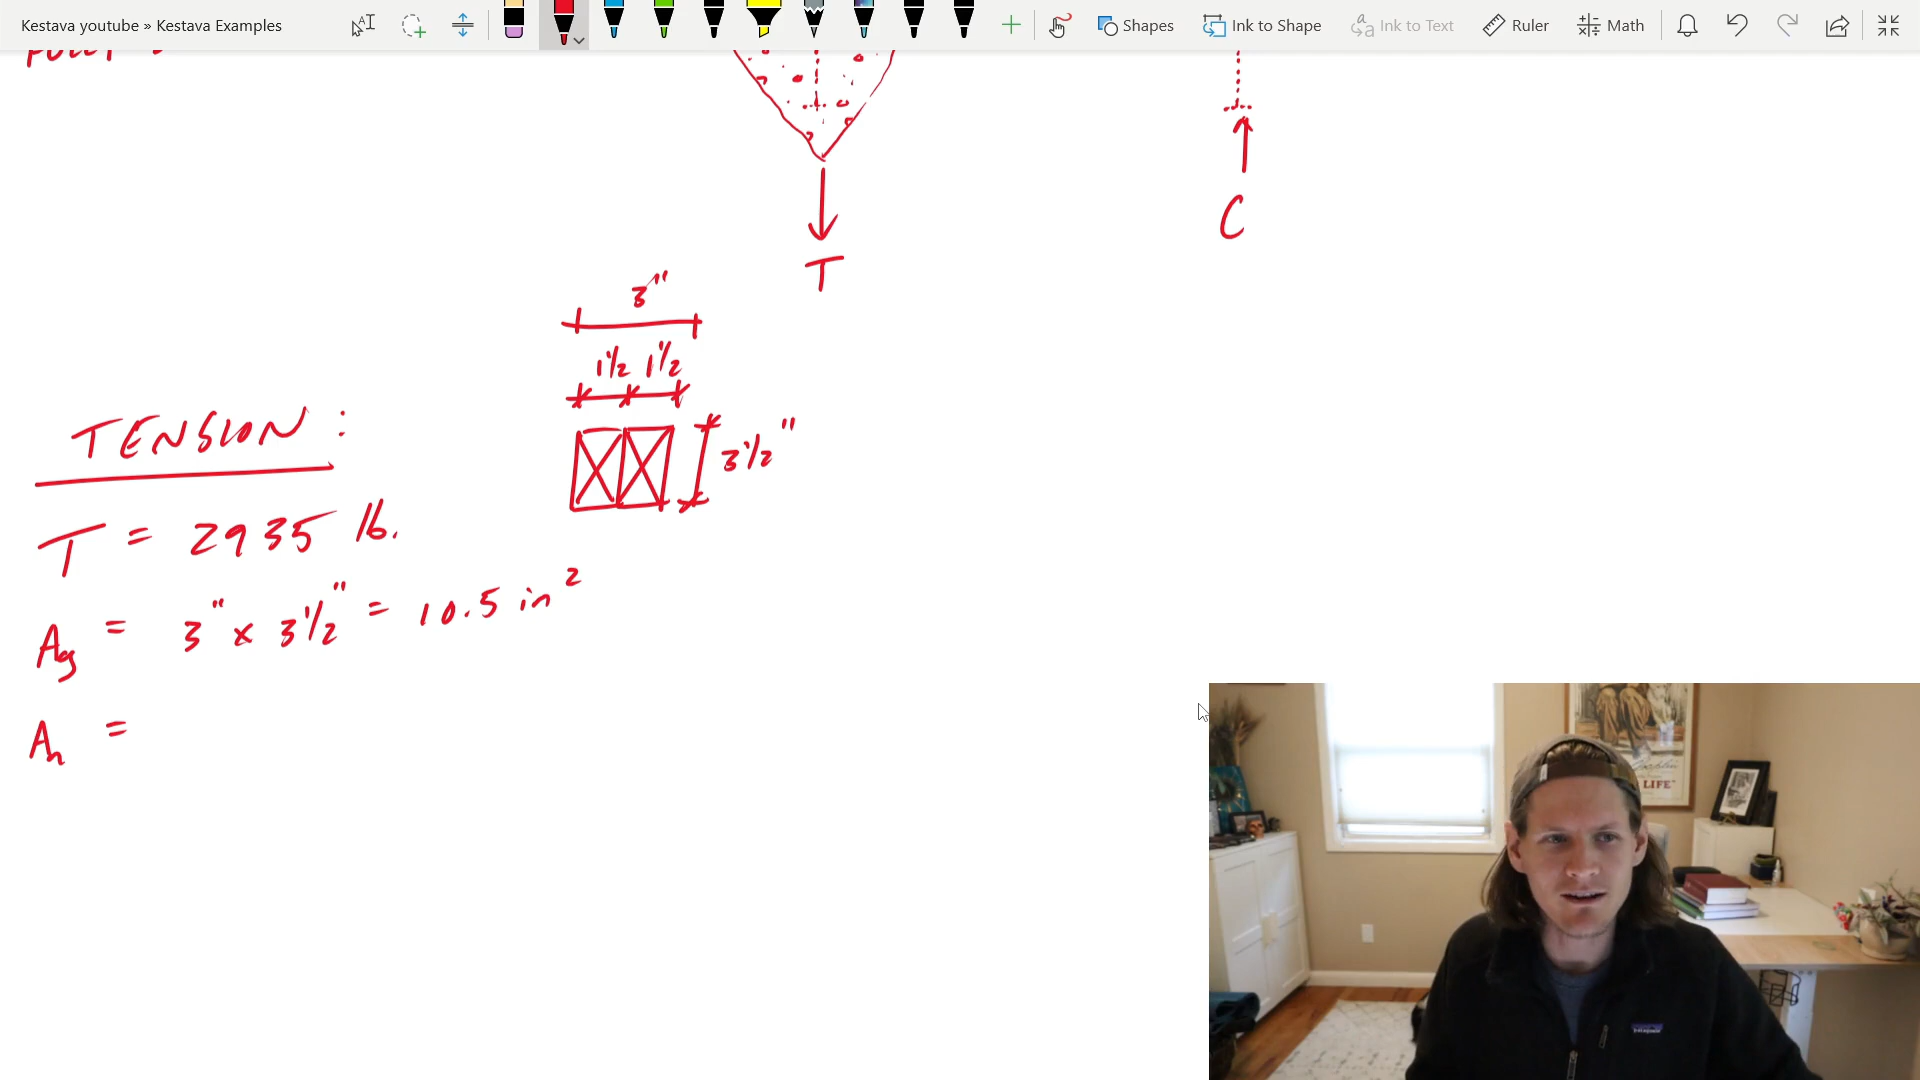 Kestava youtube » Kestava Examples
Shapes
Ink to Shape
Ink to Text
Ruler
Math
T
C
3"
1½ 1½
3½"
TENSION:
T = 2935 lb.
Ag = 3" x 3½" = 10.5 in²
An =
LIFE"
patagonia